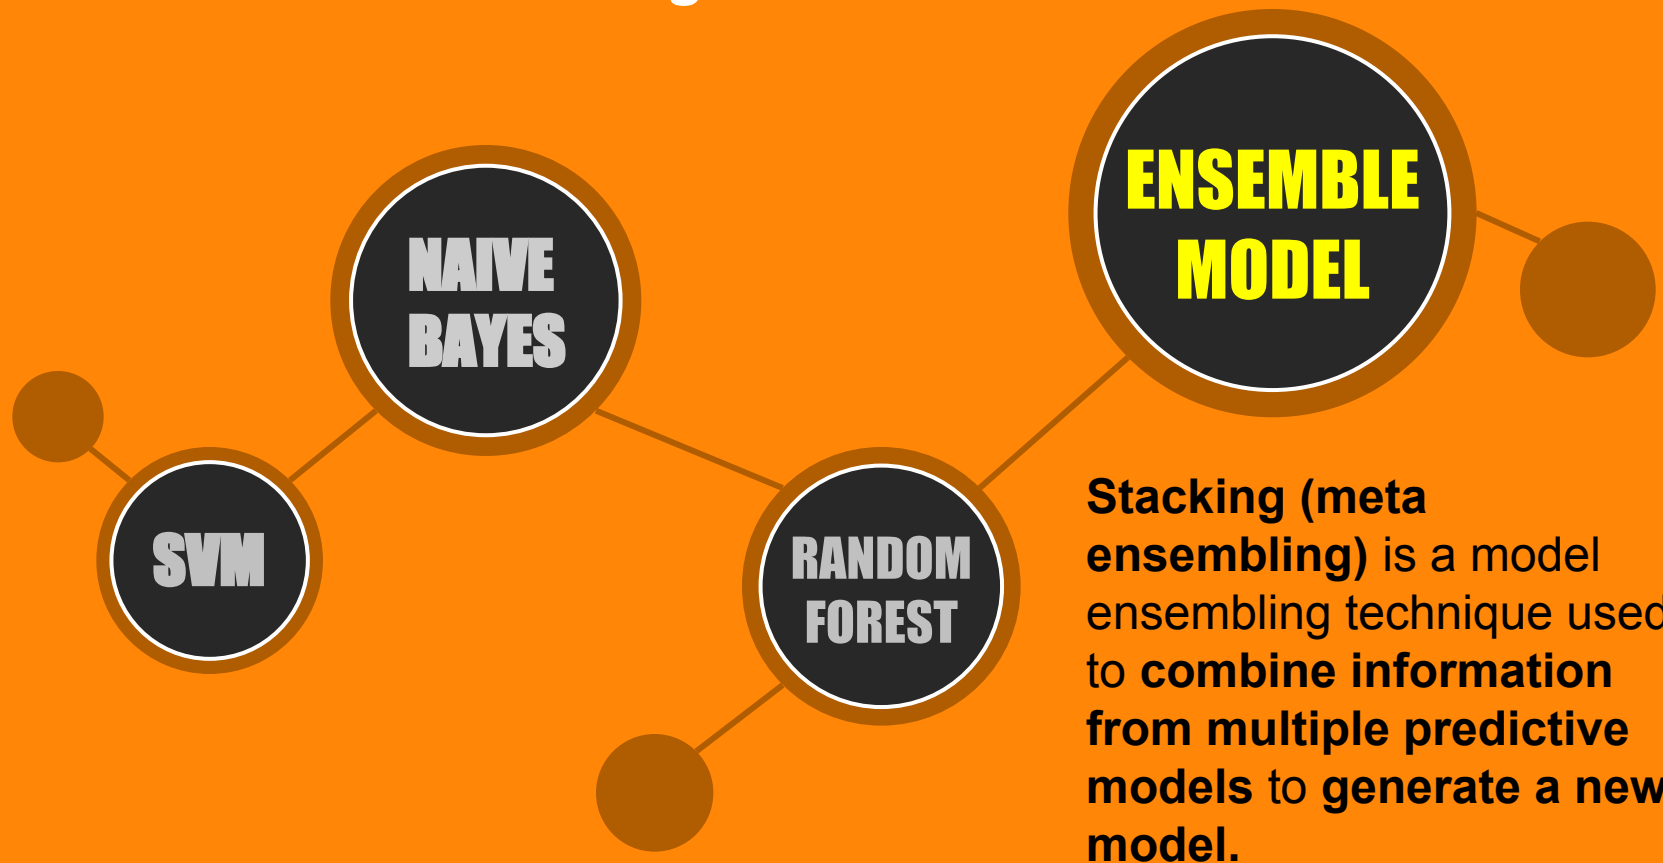 NAIVE
BAYES
SVM
RANDOM
FOREST
ENSEMBLE
MODEL
Stacking (meta
ensembling) is a model
ensembling technique used
to combine information
from multiple predictive
models to generate a new
model.